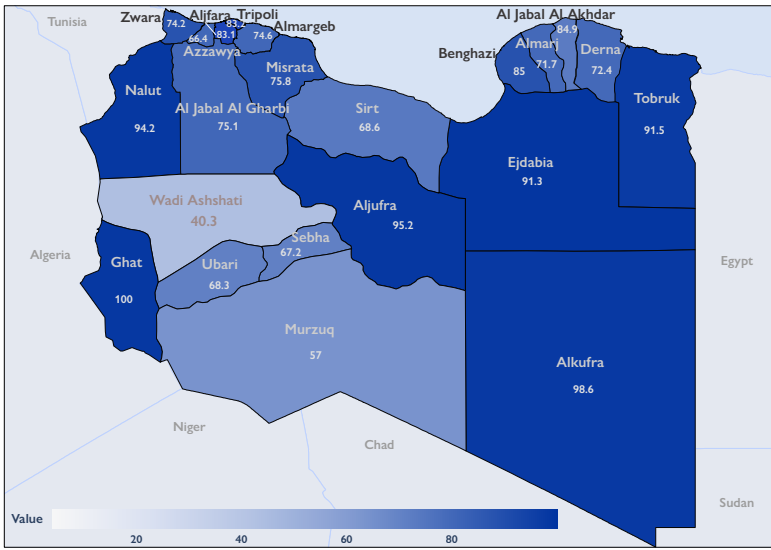 Tunisia
Zwara
Aljfara
Tripoli
Almargeb
74.2
83.2
66.4
83.1
74.6
Azzawya
Misrata
75.8
Nalut
94.2
Al Jabal Al Gharbi
75.1
Sirt
68.6
Al Jabal Al Akhdar
84.9
Benghazi
Almarj
Derna
85
71.7
72.4
Tobruk
91.5
Ejdabia
91.3
Wadi Ashshati
40.3
Aljufra
95.2
Sebha
67.2
Algeria
Ghat
100
Ubari
68.3
Egypt
Murzuq
57
Alkufra
98.6
Niger
Chad
Sudan
Value
20
40
60
80